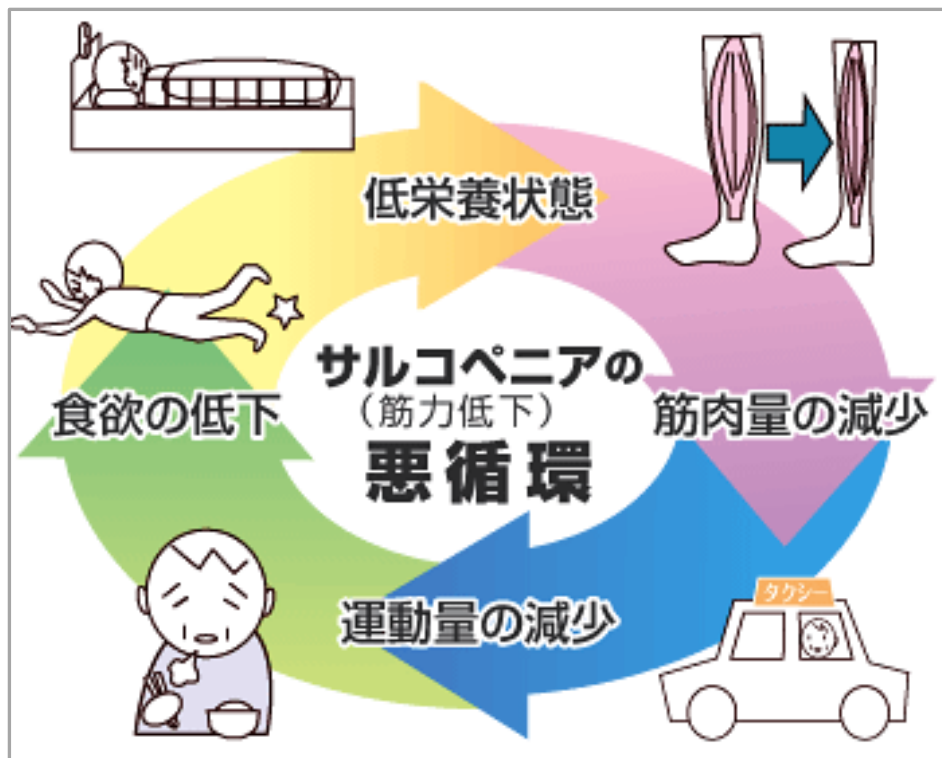 低栄養状態
サルコペニアの
(筋力低下)
悪循環
筋肉量の減少
タクシー
運動量の減少
食欲の低下